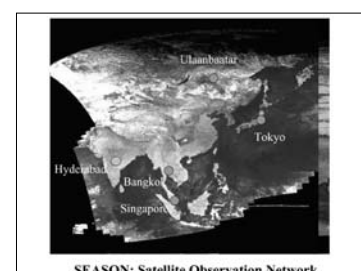 Ulaanbaatar
Tokyo
Hyderabad
Bangkok
Singapore
SEASON: Satellite Observation Network